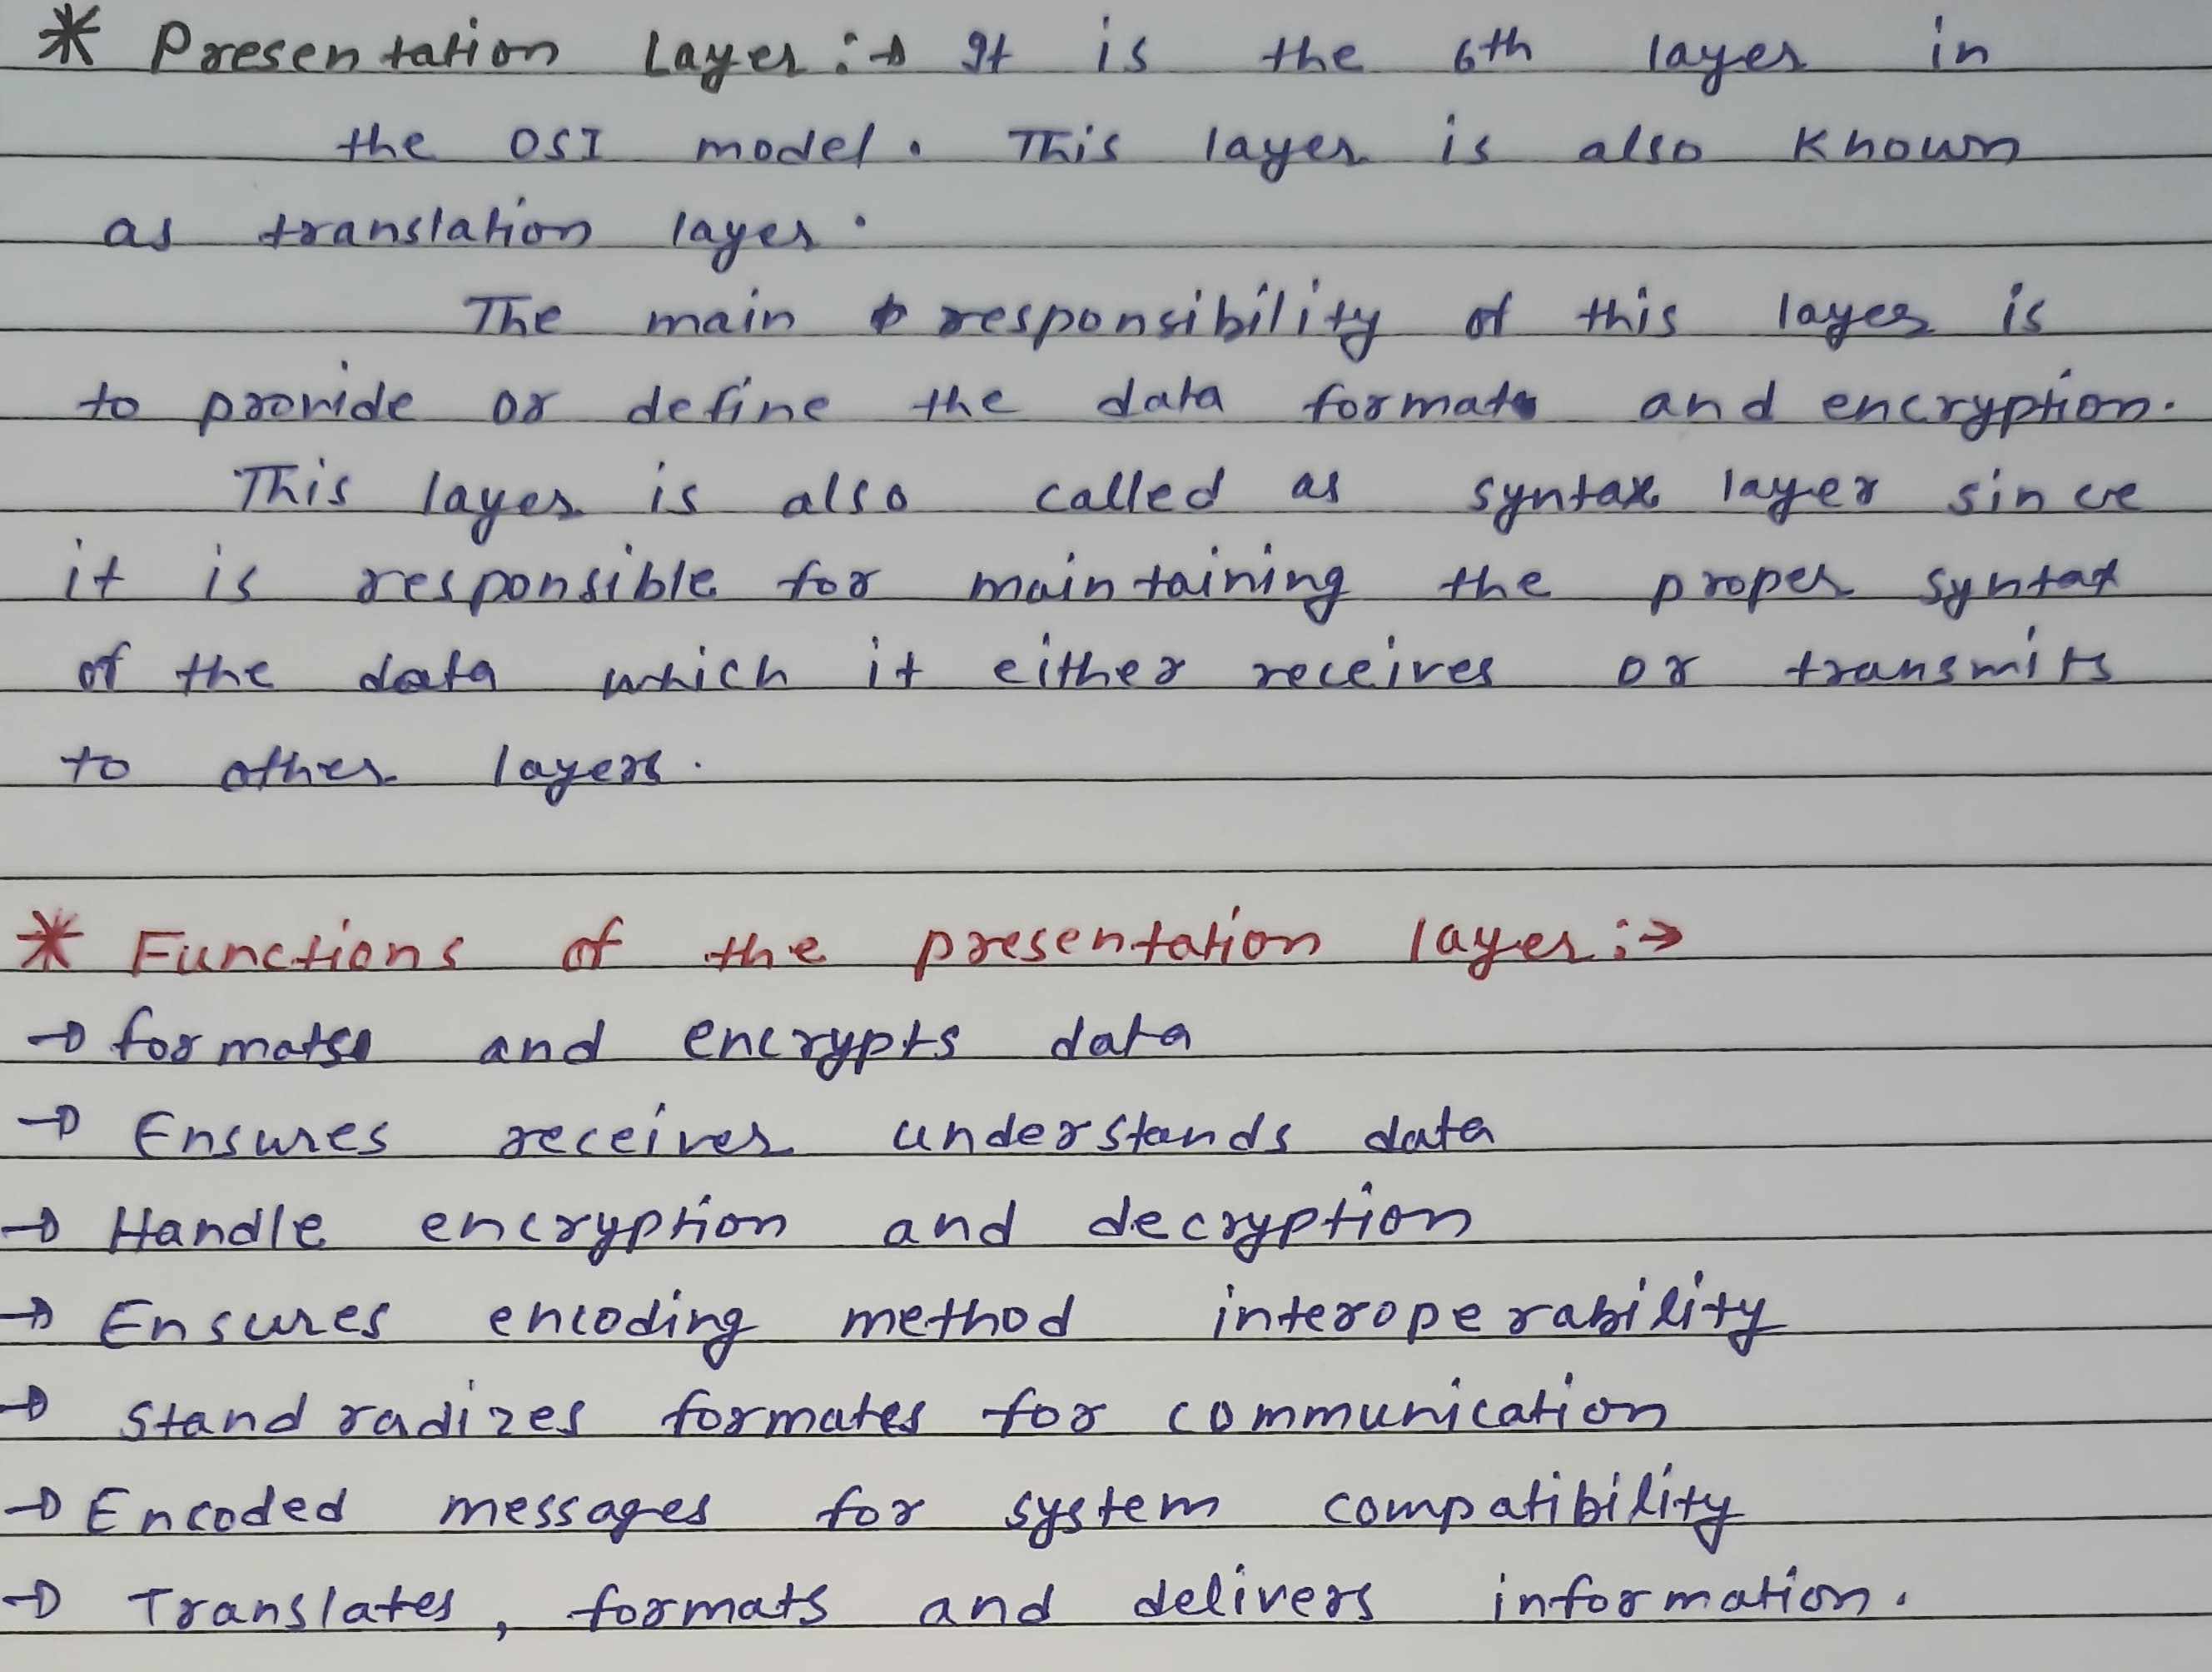 * Presentation Layer :→ It is the 6th layer in
the OSI model. This layer is also known
as translation layer.
The main responsibility of this layer is
to provide or define the data format and encryption.
This layer is also called as syntax layer since
it is responsible for maintaining the proper syntax
of the data which it either receives or transmits
to other layers.
* Functions of the presentation layer :→
→ formats and encrypts data
→ Ensures receiver understands data
→ Handle encryption and decryption
→ Ensures encoding method interoperability
→ Standradizes formates for communication
→ Encoded messages for system compatibility
→ Translates, formats and delivers information.